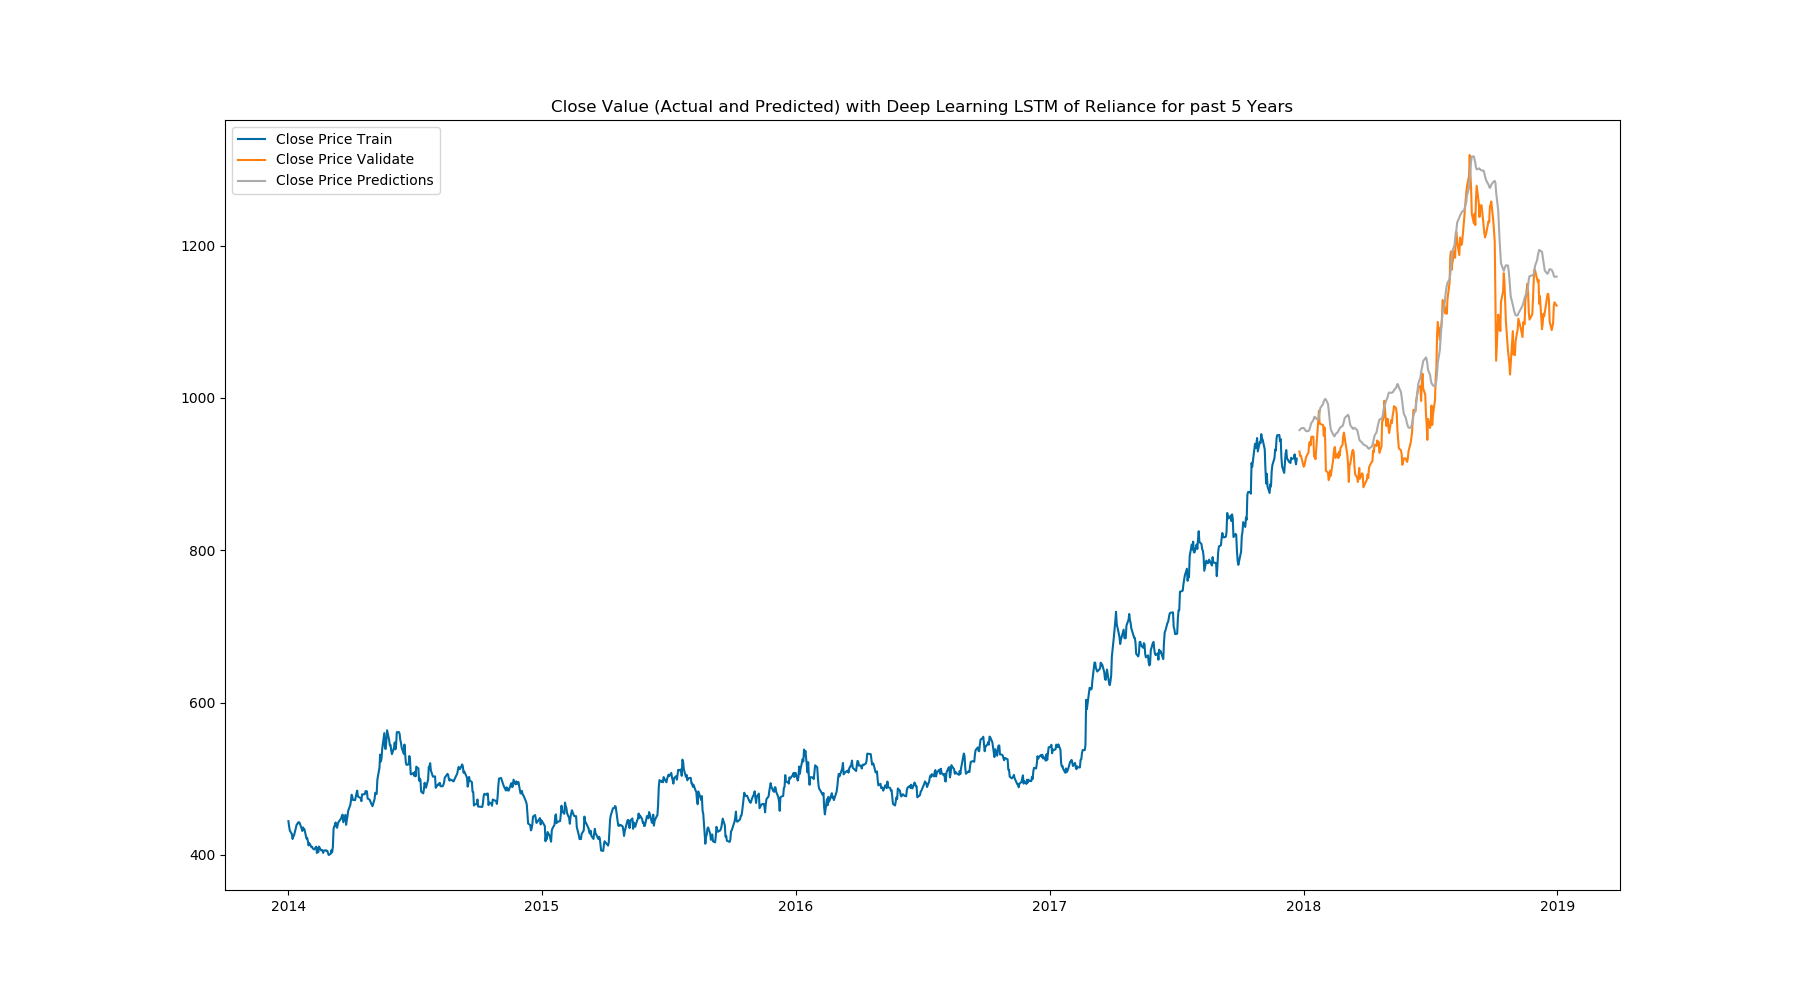 Close Value (Actual and Predicted) with Deep Learning LSTM of Reliance for past 5 Years
Close Price Train
Close Price Validate
Close Price Predictions
1200
1000
800
600
400
2014 2015 2016 2017 2018 2019